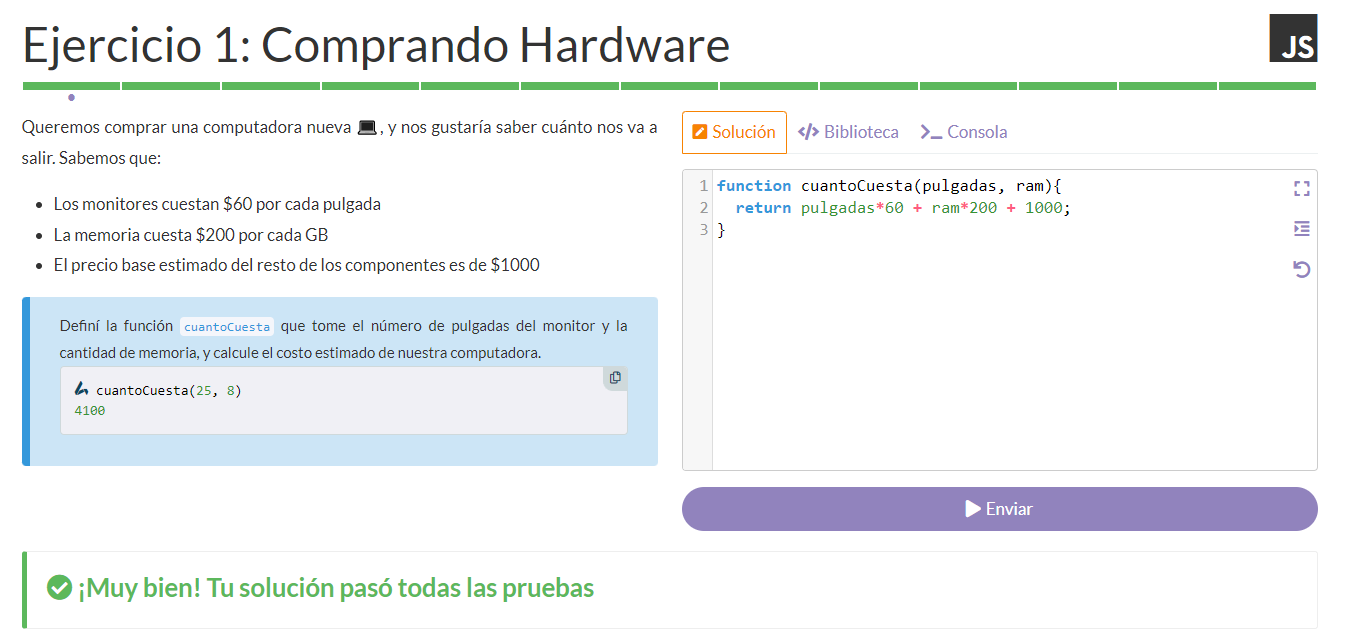 Ejercicio 1: Comprando Hardware
JS
Queremos comprar una computadora nueva 💻, y nos gustaría saber cuánto nos va a
salir. Sabemos que:
• Los monitores cuestan $60 por cada pulgada
• La memoria cuesta $200 por cada GB
• El precio base estimado del resto de los componentes es de $1000
Definí la función cuantoCuesta que tome el número de pulgadas del monitor y la
cantidad de memoria, y calcule el costo estimado de nuestra computadora.
cuantoCuesta(25, 8)
4100
Solución </> Biblioteca >_ Consola
1 function cuantoCuesta(pulgadas, ram){
2   return pulgadas*60 + ram*200 + 1000;
3 }
Enviar
¡Muy bien! Tu solución pasó todas las pruebas